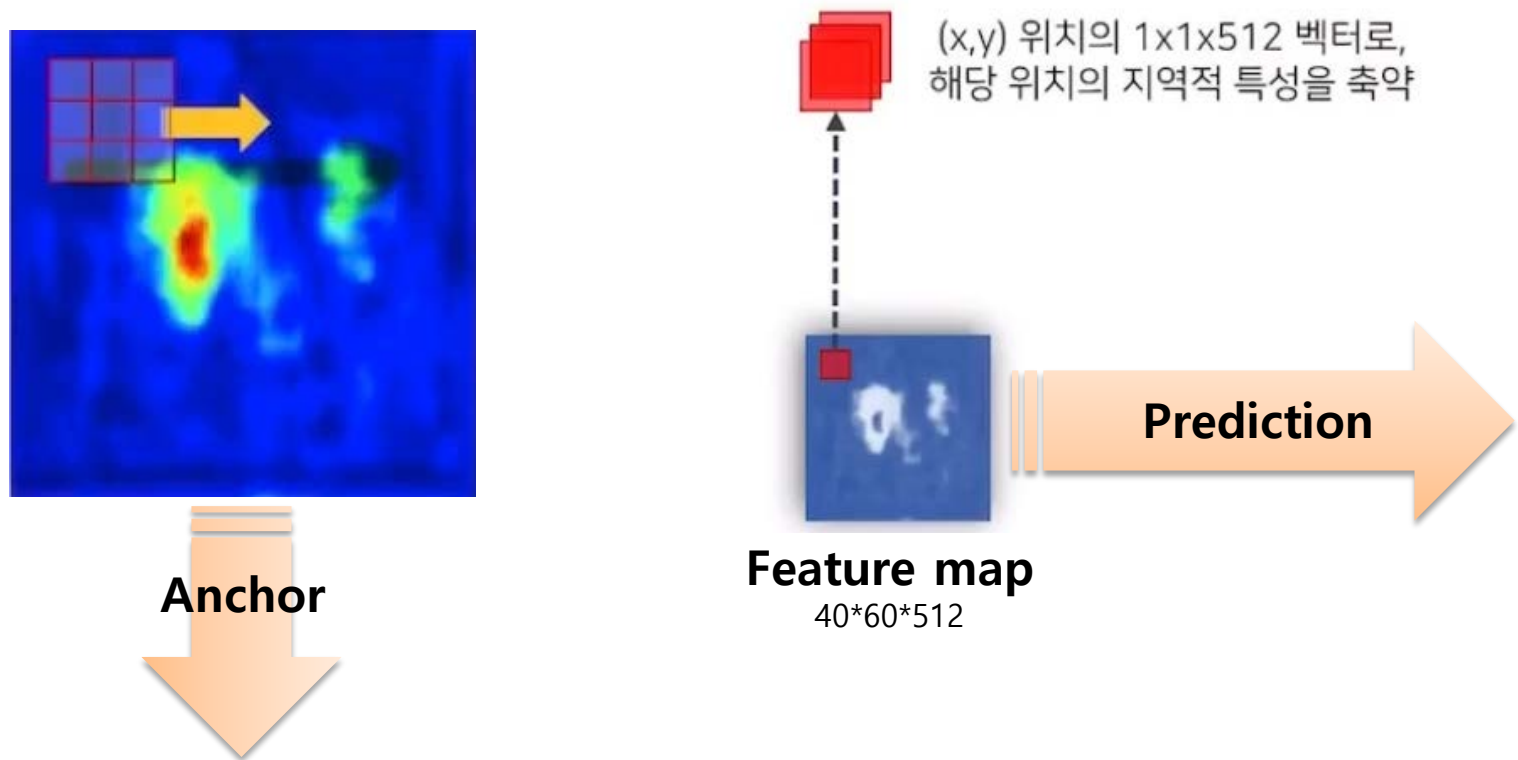 (x,y) 위치의 1x1x512 벡터로,
해당 위치의 지역적 특성을 축약
Prediction
Feature map
40*60*512
Anchor